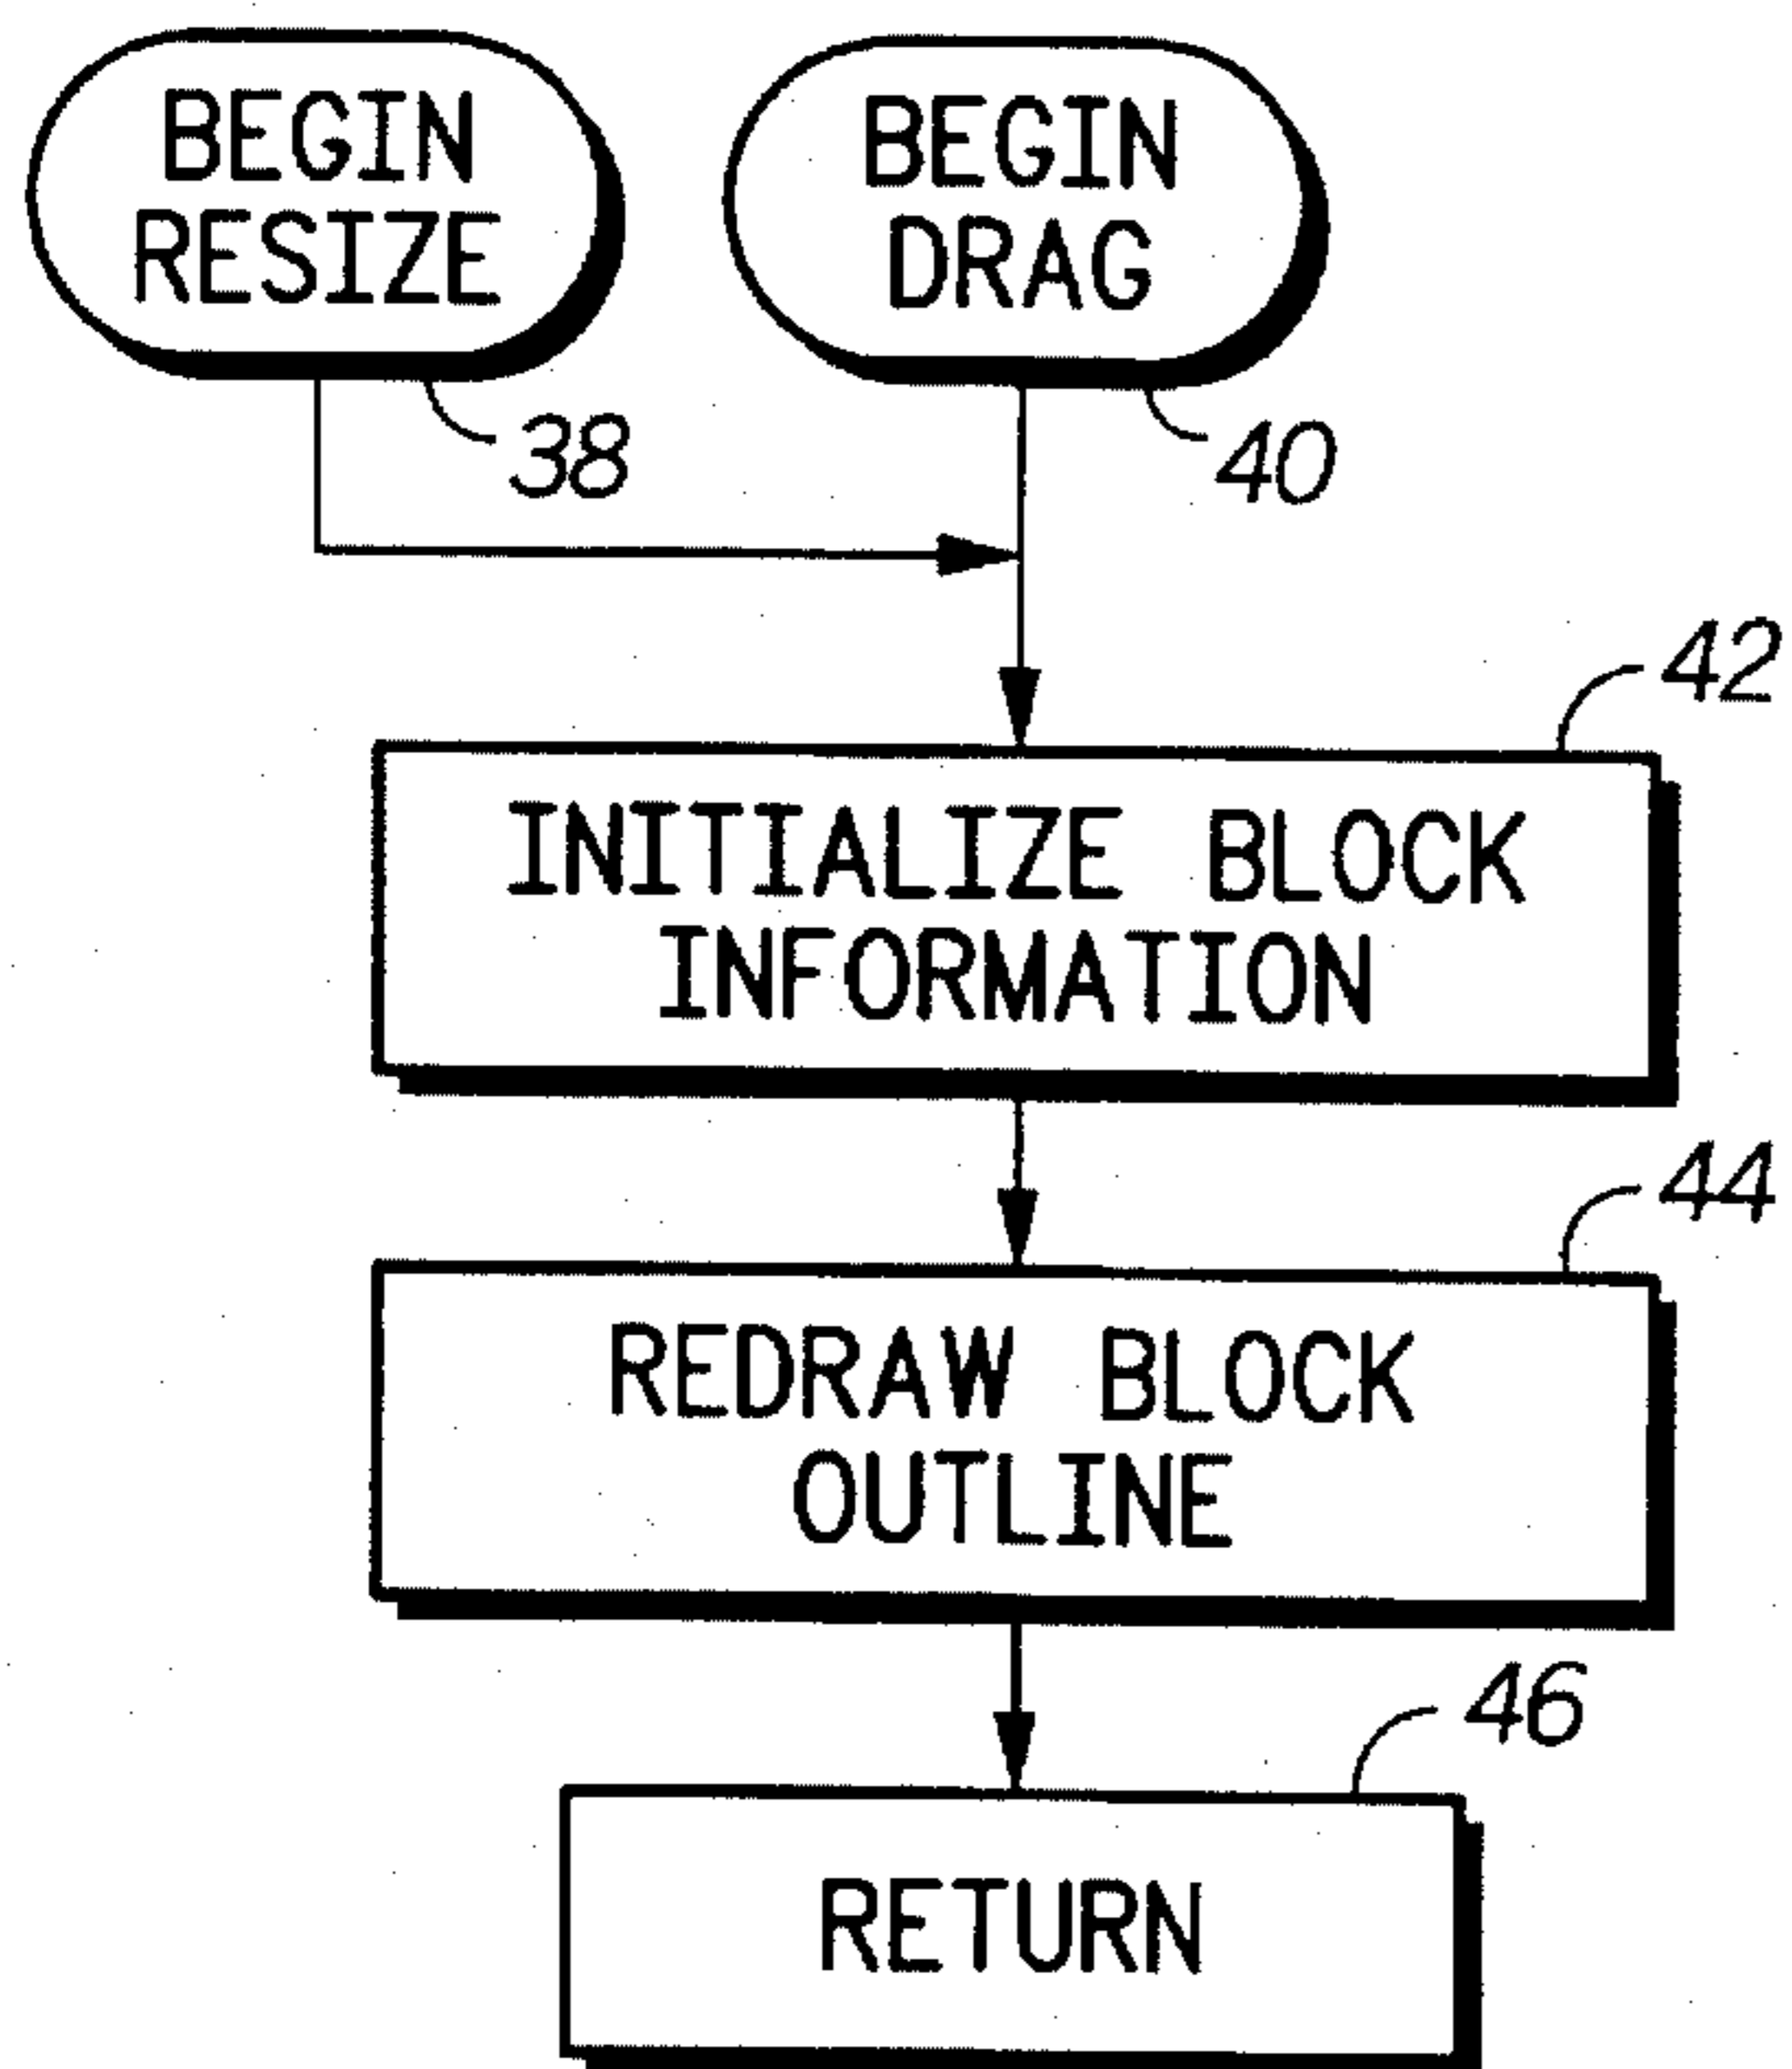 BEGIN
RESIZE
38
BEGIN
DRAG
40
42
INITIALIZE BLOCK
INFORMATION
44
REDRAW BLOCK
OUTLINE
46
RETURN